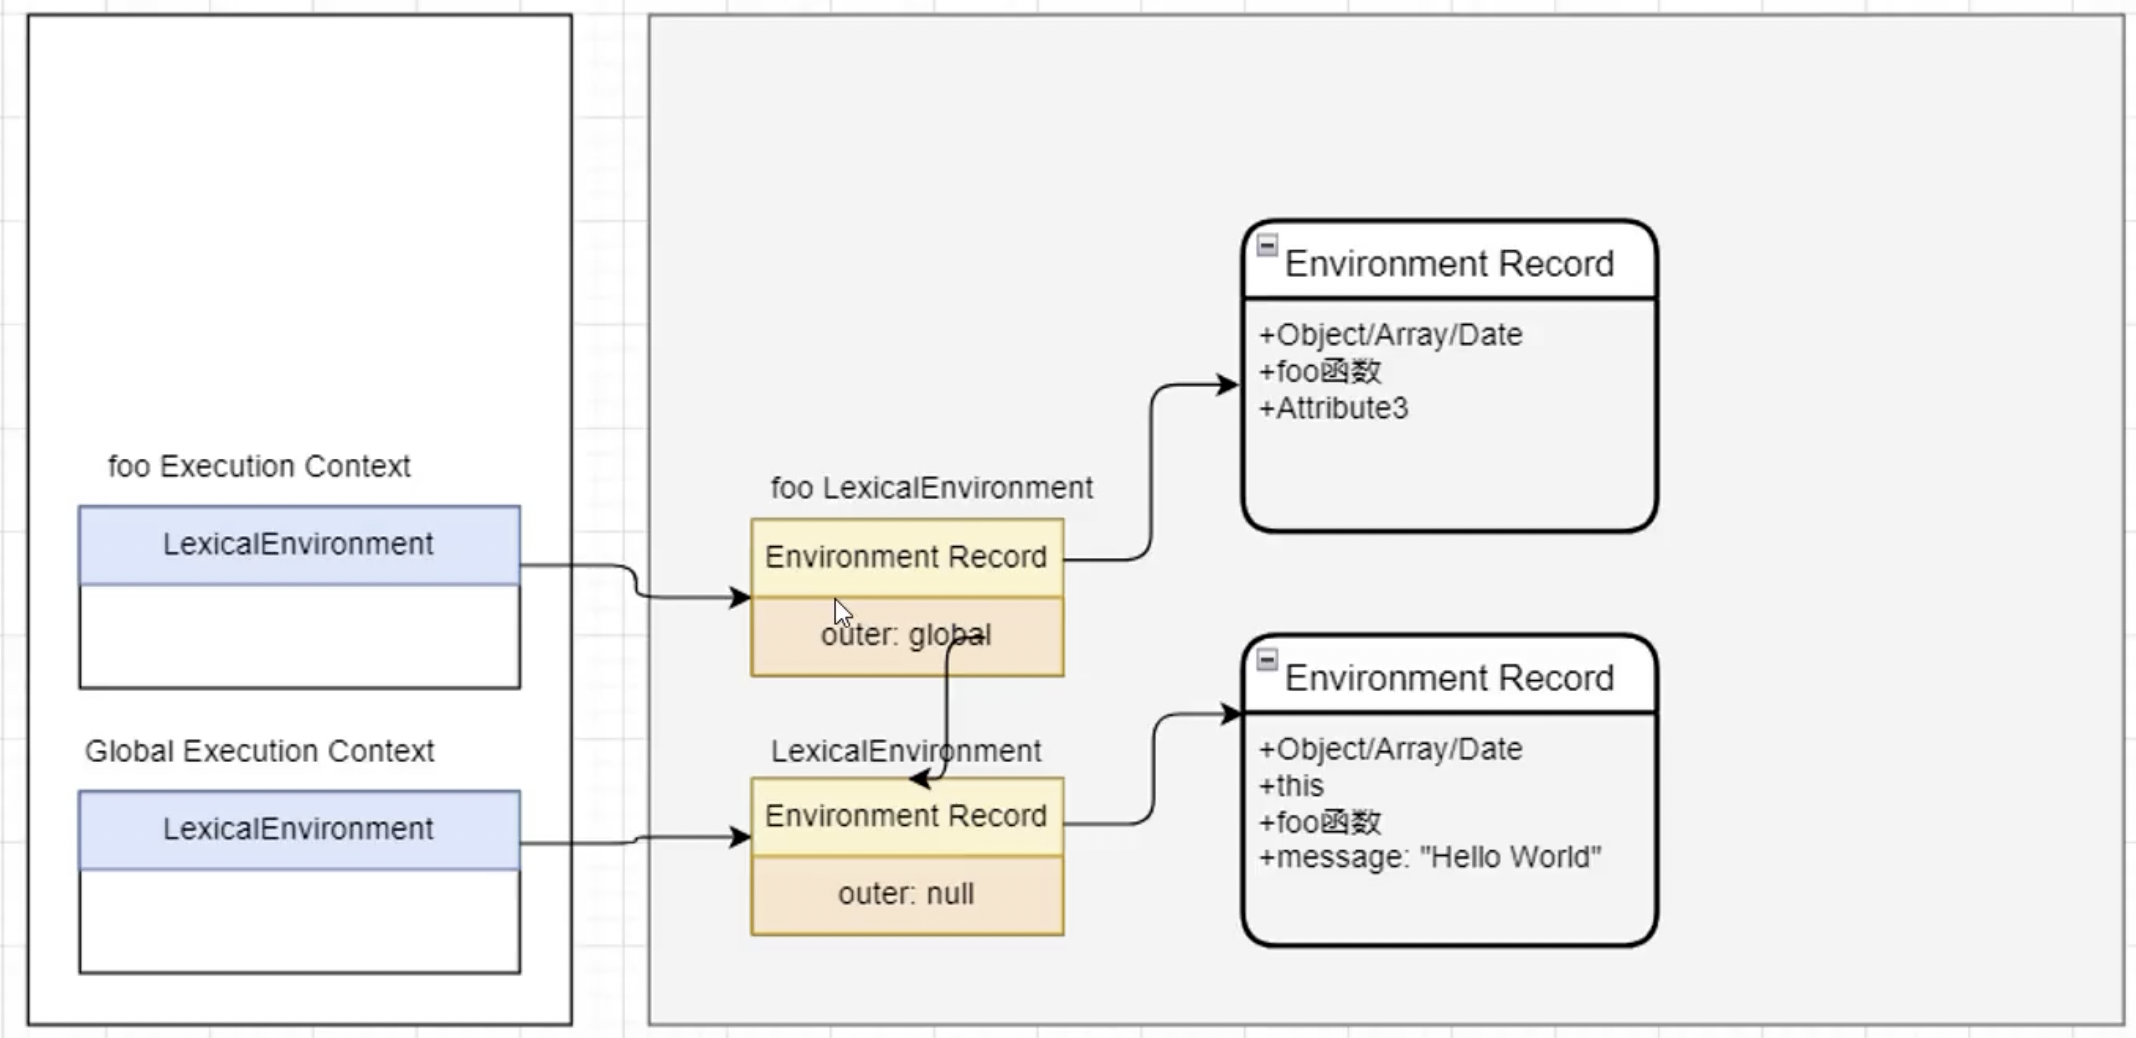 foo Execution Context
LexicalEnvironment
Global Execution Context
LexicalEnvironment
foo LexicalEnvironment
Environment Record
outer: global
LexicalEnvironment
Environment Record
outer: null
Environment Record
+Object/Array/Date
+foo函数
+Attribute3
Environment Record
+Object/Array/Date
+this
+foo函数
+message: "Hello World"